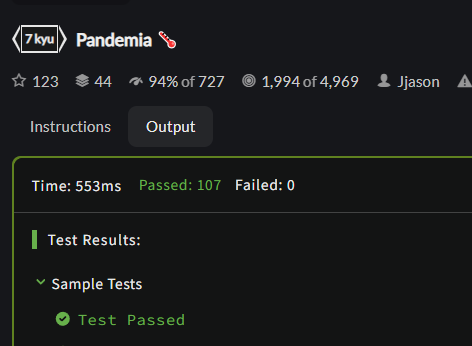 7 kyu Pandemia 🌡️
123 44 94% of 727 1,994 of 4,969 Jjason
Instructions Output
Time: 553ms Passed: 107 Failed: 0
Test Results:
Sample Tests
Test Passed